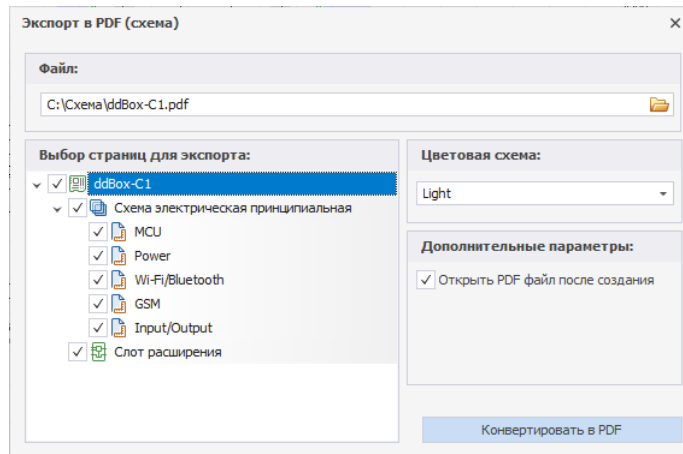 Экспорт в PDF (схема)
Файл:
C:\Схема\ddBox-C1.pdf
Выбор страниц для экспорта:
ddBox-C1
Схема электрическая принципиальная
MCU
Power
Wi-Fi/Bluetooth
GSM
Input/Output
Слот расширения
Цветовая схема:
Light
Дополнительные параметры:
Открыть PDF файл после создания
Конвертировать в PDF